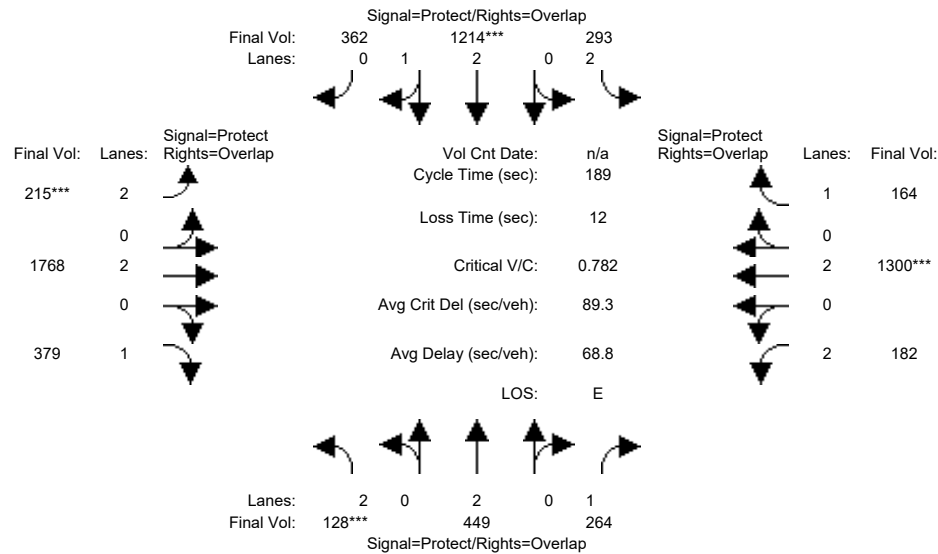 Signal=Protect/Rights=Overlap
Final Vol: 362 1214*** 293
Lanes: 0 1 2 0 2
Signal=Protect
Final Vol: Lanes: Rights=Overlap
Vol Cnt Date: n/a
Signal=Protect
Rights=Overlap Lanes: Final Vol:
Cycle Time (sec): 189
215*** 2
1 164
Loss Time (sec): 12
0
0
1768 2
Critical V/C: 0.782
2 1300***
0
Avg Crit Del (sec/veh): 89.3
0
379 1
Avg Delay (sec/veh): 68.8
2 182
LOS: E
Lanes: 2 0 2 0 1
Final Vol: 128*** 449 264
Signal=Protect/Rights=Overlap